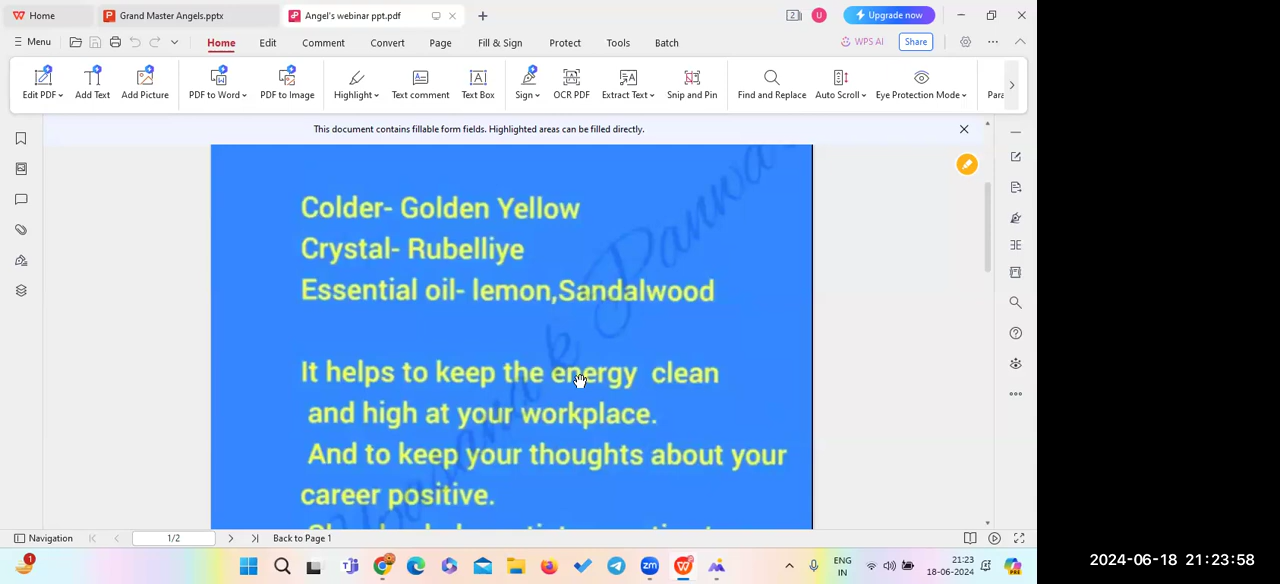 Home
Grand Master Angels.pptx
Angel's webinar ppt.pdf
2
U
Upgrade now
Menu
Home
Edit
Comment
Convert
Page
Fill & Sign
Protect
Tools
Batch
WPS AI
Share
Edit PDF
Add Text
Add Picture
PDF to Word
PDF to Image
Highlight
Text comment
Text Box
Sign
OCR PDF
Extract Text
Snip and Pin
Find and Replace
Auto Scroll
Eye Protection Mode
Para
This document contains fillable form fields. Highlighted areas can be filled directly.
Colder- Golden Yellow
Crystal- Rubelliye
Essential oil- lemon,Sandalwood
It helps to keep the energy clean
and high at your workplace.
And to keep your thoughts about your
career positive.
Navigation
1/2
Back to Page 1
1
ENG
IN
21:23
18-06-2024
2024-06-18 21:23:58